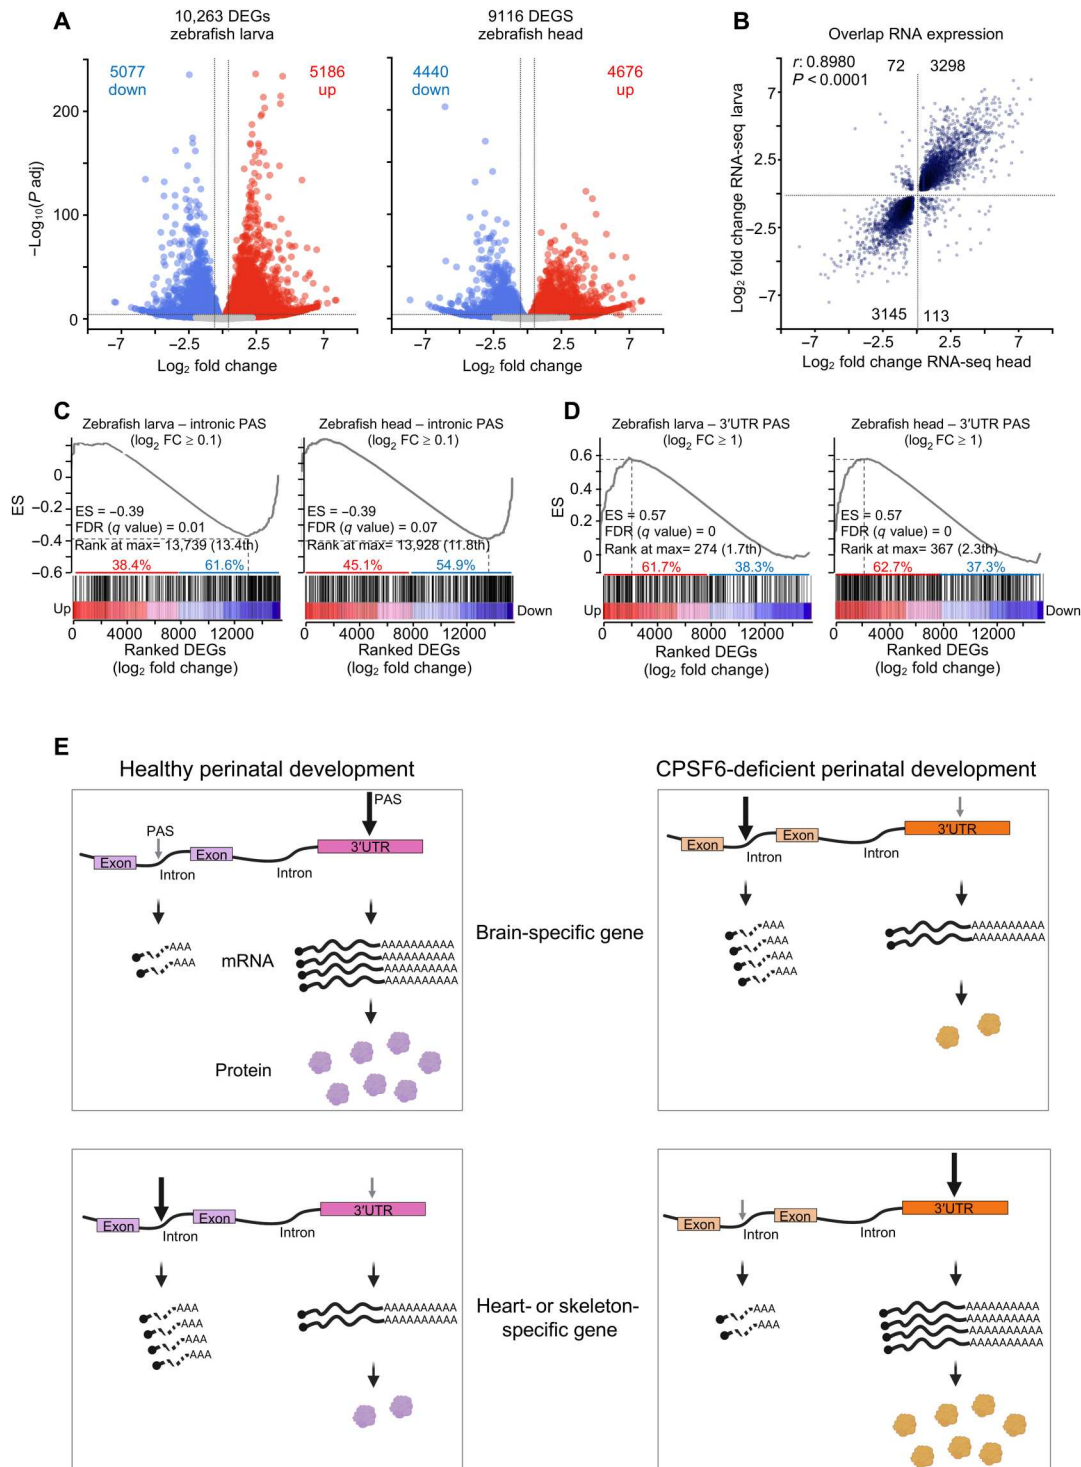 A
10,263 DEGs
zebrafish larva
5077
down
5186
up
9116 DEGS
zebrafish head
4440
down
4676
up
200
100
0
−Log₁₀(P adj)
−7
−2.5
2.5
7
Log₂ fold change
−7
−2.5
2.5
7
Log₂ fold change
B
Overlap RNA expression
r: 0.8980
P < 0.0001
72
3298
3145
113
7
2.5
−2.5
−7
Log₂ fold change RNA-seq larva
−7
−2.5
2.5
7
Log₂ fold change RNA-seq head
C
Zebrafish larva – intronic PAS
(log₂ FC ≥ 0.1)
ES
0
−0.2
−0.4
−0.6
ES = −0.39
FDR (q value) = 0.01
Rank at max= 13,739 (13.4th)
38.4%
61.6%
Up
0
4000
8000
12000
Ranked DEGs
(log₂ fold change)
Zebrafish head – intronic PAS
(log₂ FC ≥ 0.1)
ES = −0.39
FDR (q value) = 0.07
Rank at max= 13,928 (11.8th)
45.1%
54.9%
Down
0
4000
8000
12000
Ranked DEGs
(log₂ fold change)
D
Zebrafish larva – 3′UTR PAS
(log₂ FC ≥ 1)
ES
0.6
0.4
0.2
0
ES = 0.57
FDR (q value) = 0
Rank at max= 274 (1.7th)
61.7%
38.3%
Up
0
4000
8000
12000
Ranked DEGs
(log₂ fold change)
Zebrafish head – 3′UTR PAS
(log₂ FC ≥ 1)
ES = 0.57
FDR (q value) = 0
Rank at max= 367 (2.3th)
62.7%
37.3%
Down
0
4000
8000
12000
Ranked DEGs
(log₂ fold change)
E
Healthy perinatal development
CPSF6-deficient perinatal development
PAS
PAS
Exon
Intron
Exon
Intron
3′UTR
AAA
AAA
mRNA
AAAAAAAAAA
AAAAAAAAAA
AAAAAAAAAA
AAAAAAAAAA
Protein
Brain-specific gene
Exon
Intron
Exon
Intron
3′UTR
AAA
AAA
AAA
AAA
AAAAAAAAAA
AAAAAAAAAA
Exon
Intron
Exon
Intron
3′UTR
AAA
AAA
AAA
AAA
AAAAAAAAAA
AAAAAAAAAA
Heart- or skeleton-
specific gene
Exon
Intron
Exon
Intron
3′UTR
AAA
AAA
AAAAAAAAAA
AAAAAAAAAA
AAAAAAAAAA
AAAAAAAAAA